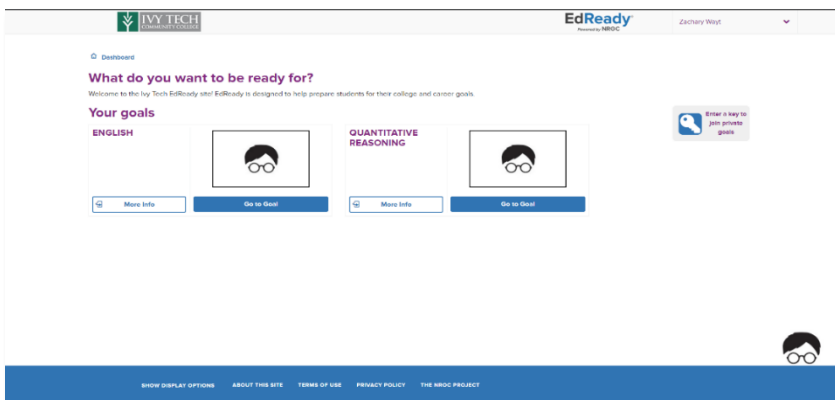 IVY TECH
COMMUNITY COLLEGE
EdReady
Powered by NROC
Zachary Wayt
Dashboard
What do you want to be ready for?
Welcome to the Ivy Tech EdReady site! EdReady is designed to help prepare students for their college and career goals.
Your goals
ENGLISH
More Info
Go to Goal
QUANTITATIVE
REASONING
More Info
Go to Goal
Enter a key to
join private
goals
SHOW DISPLAY OPTIONS ABOUT THIS SITE TERMS OF USE PRIVACY POLICY THE NROC PROJECT